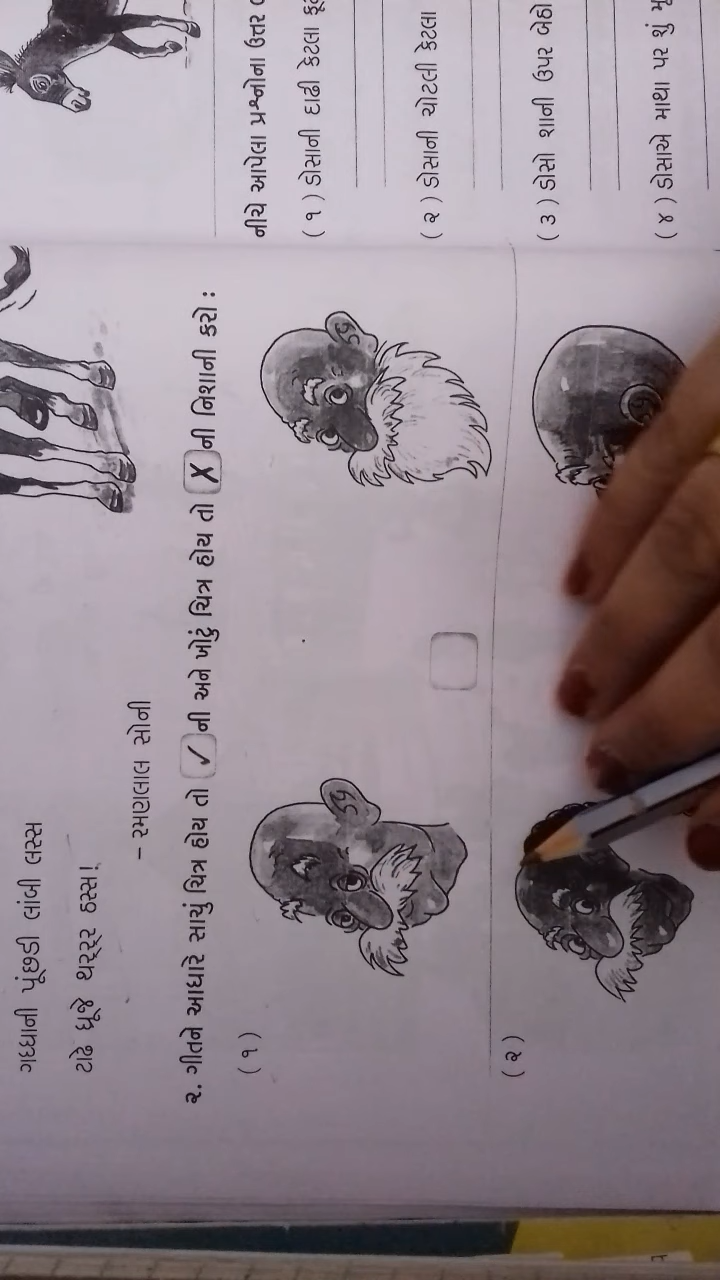 ગધ્ધાની પૂંછડી લાંબી લસ્સ
ટાઢે ધ્રૂજે થરૂરૂર ઠસ્સ!
- રમણલાલ સોની
૨. ગીતને આધારે સાચું ચિત્ર હોય તો ✓ ની અને ખોટું ચિત્ર હોય તો ✗ ની નિશાની કરો :
( ૧ )
( ૨ )
નીચે આપેલા પ્રશ્નોના ઉત્તર
( ૧ ) ડોસાની દાઢી કેટલા
( ૨ ) ડોસાની ચોટલી કેટલા
( ૩ ) ડોસો શાની ઉપર બેઠો
( ૪ ) ડોસાએ માથા પર શું